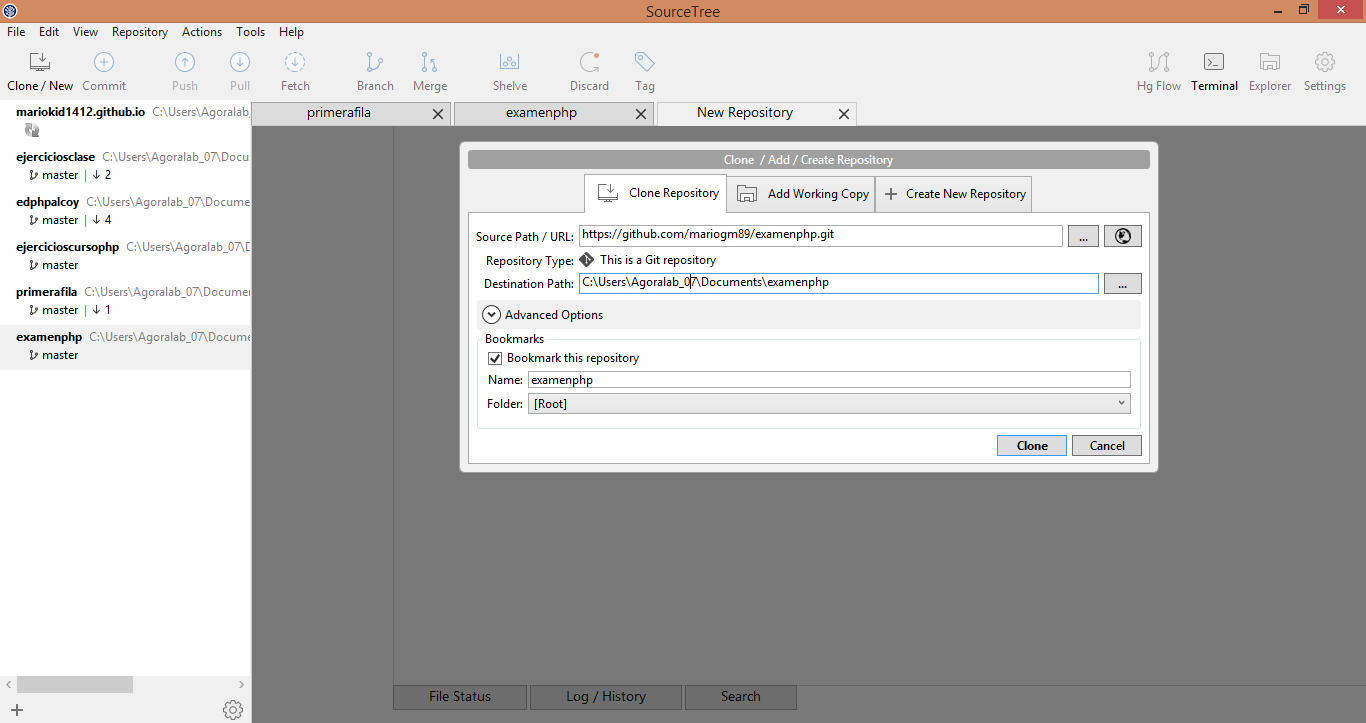 SourceTree
File Edit View Repository Actions Tools Help
Clone / New Commit Push Pull Fetch Branch Merge Shelve Discard Tag Hg Flow Terminal Explorer Settings
mariokid1412.github.io C:\Users\Agoralab_
primerafila examenphp New Repository
ejerciciosclase C:\Users\Agoralab_07\Docu
master | ↓ 2
edphpalcoy C:\Users\Agoralab_07\Docume
master | ↓ 4
ejercicioscursophp C:\Users\Agoralab_07\D
master
primerafila C:\Users\Agoralab_07\Documen
master | ↓ 1
examenphp C:\Users\Agoralab_07\Docume
master
Clone / Add / Create Repository
Clone Repository Add Working Copy + Create New Repository
Source Path / URL: https://github.com/mariogm89/examenphp.git ...
Repository Type: This is a Git repository
Destination Path: C:\Users\Agoralab_07\Documents\examenphp ...
Advanced Options
Bookmarks
Bookmark this repository
Name: examenphp
Folder: [Root]
Clone Cancel
File Status Log / History Search